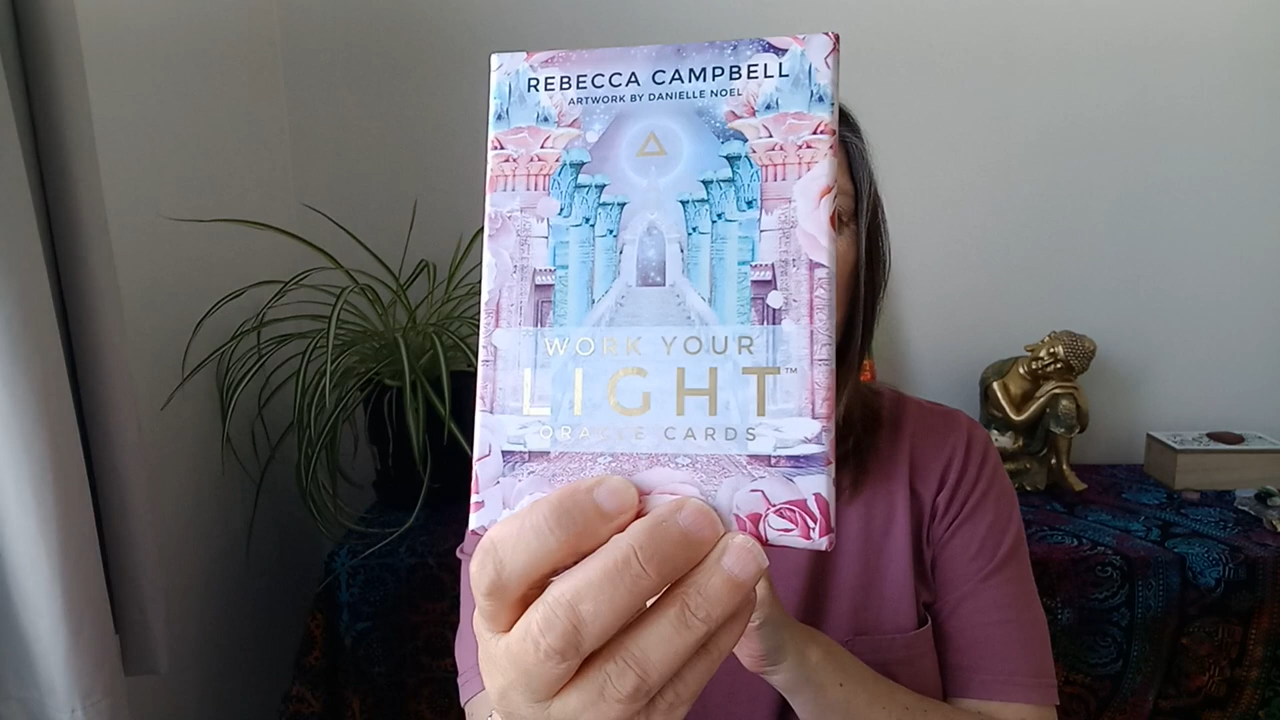 REBECCA CAMPBELL
ARTWORK BY DANIELLE NOEL
WORK YOUR
LIGHT™
ORACLE CARDS